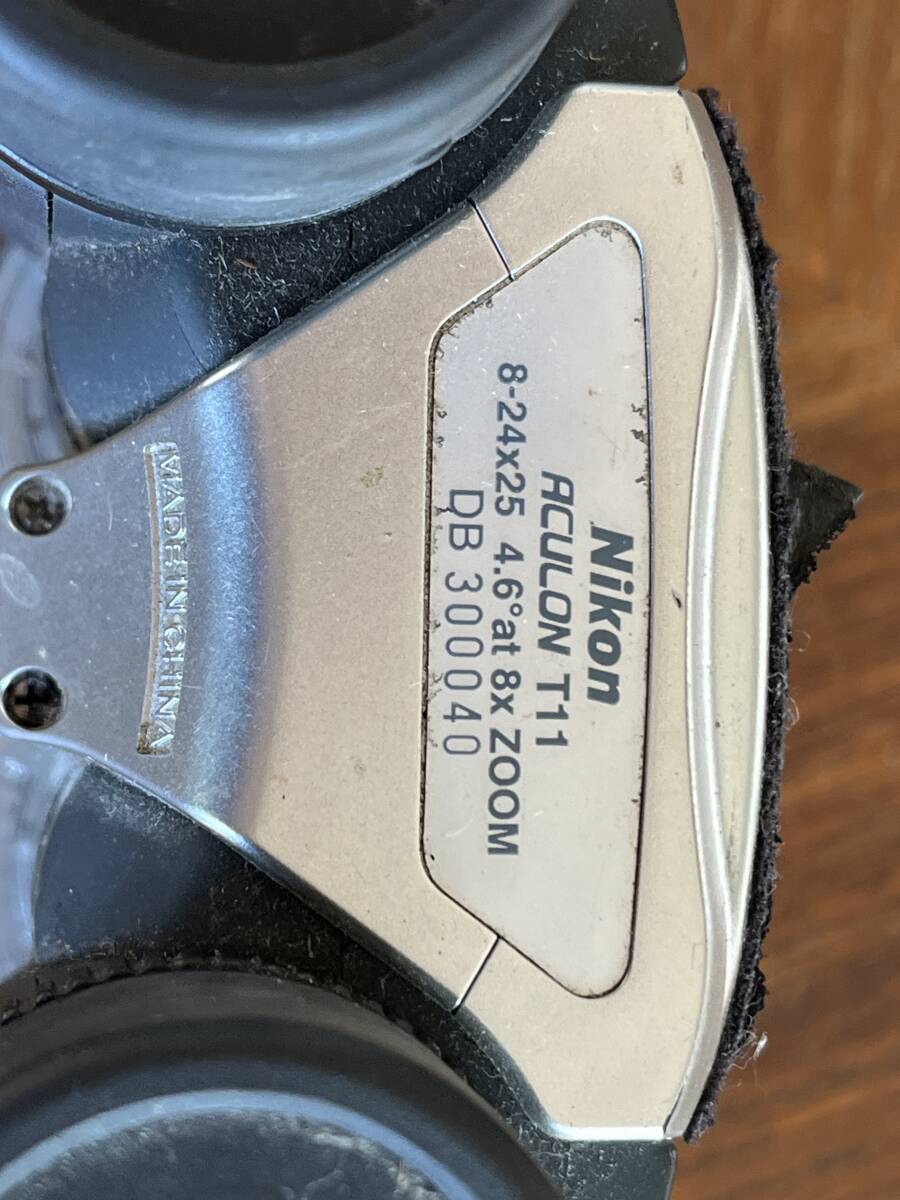 Nikon
ACULON T11
8-24x25 4.6°at 8x ZOOM
DB 300040
MADE IN CHINA